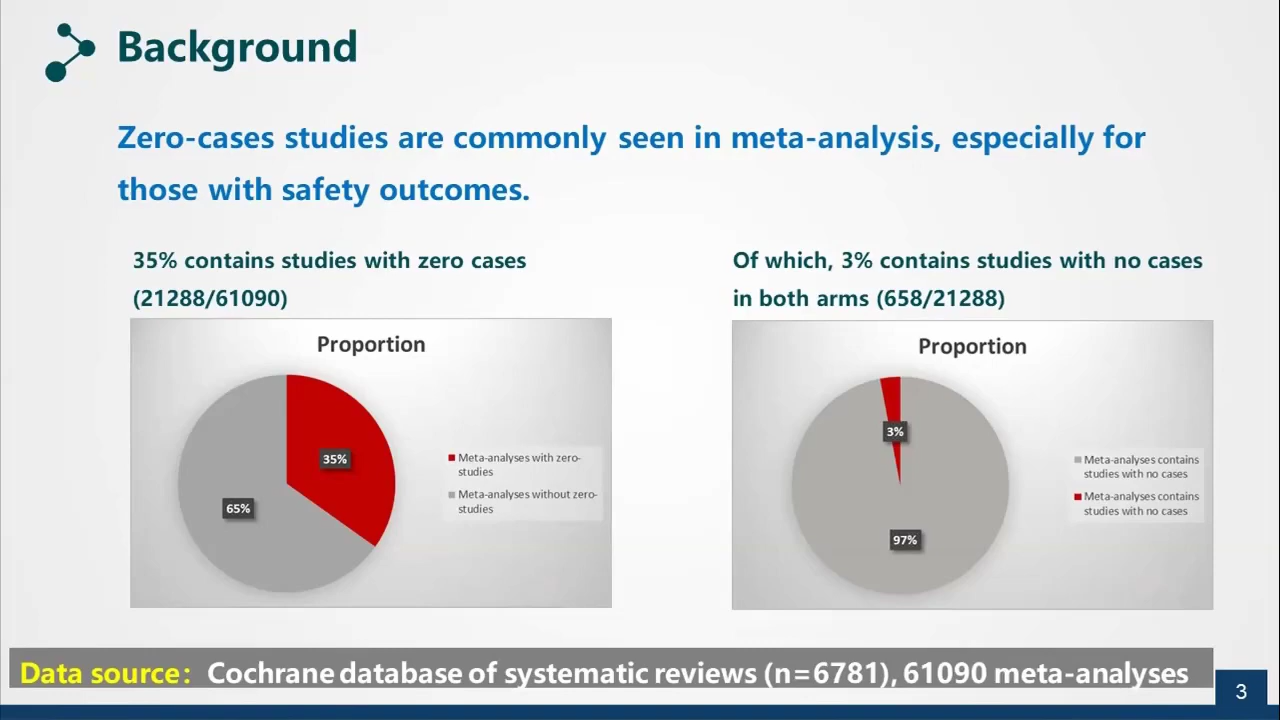 Background
Zero-cases studies are commonly seen in meta-analysis, especially for
those with safety outcomes.
35% contains studies with zero cases
(21288/61090)
Proportion
35%
65%
Meta-analyses with zero-
studies
Meta-analyses without zero-
studies
Of which, 3% contains studies with no cases
in both arms (658/21288)
Proportion
3%
97%
Meta-analyses contains
studies with no cases
Meta-analyses contains
studies with no cases
Data source： Cochrane database of systematic reviews (n=6781), 61090 meta-analyses
3